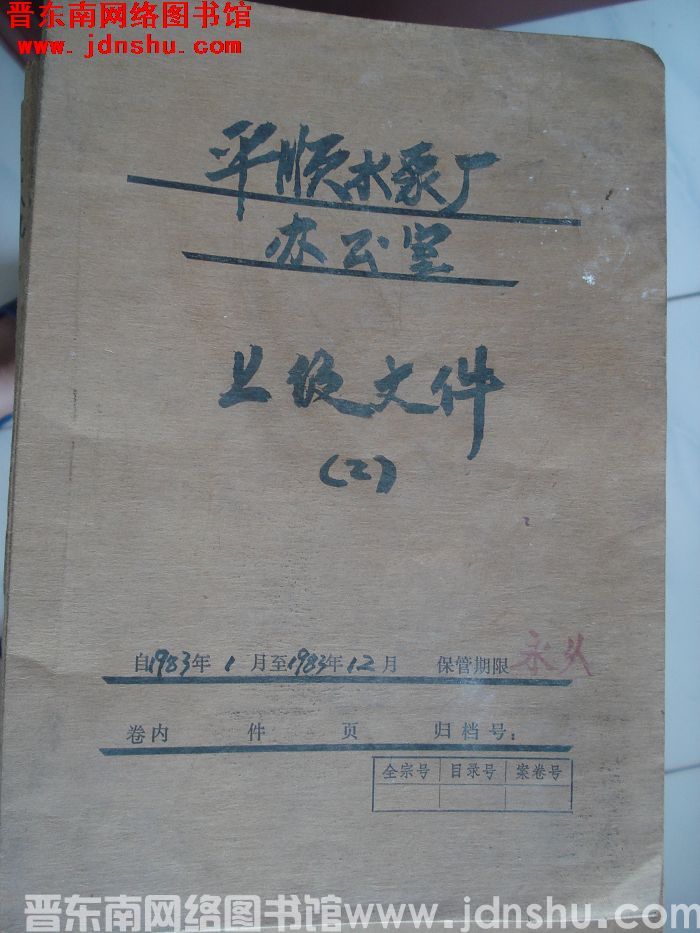 晋东南网络图书馆
www.jdnshu.com
平顺水泵厂
办公室
上级文件
(2)
自1983年1月至1983年12月 保管期限 永久
卷内 件 页 归档号:
全宗号 目录号 案卷号
晋东南网络图书馆www.jdnshu.com